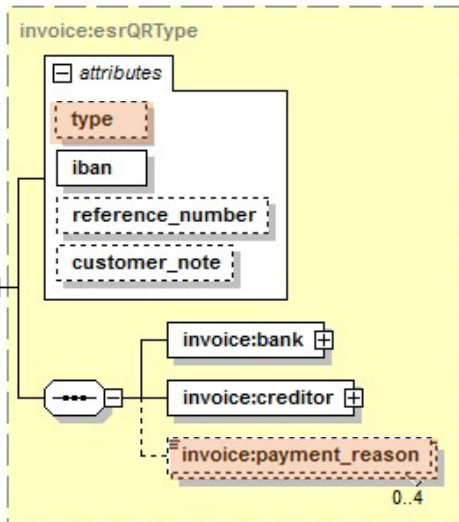 invoice:esrQRType
attributes
type
iban
reference_number
customer_note
invoice:bank
invoice:creditor
invoice:payment_reason
0..4